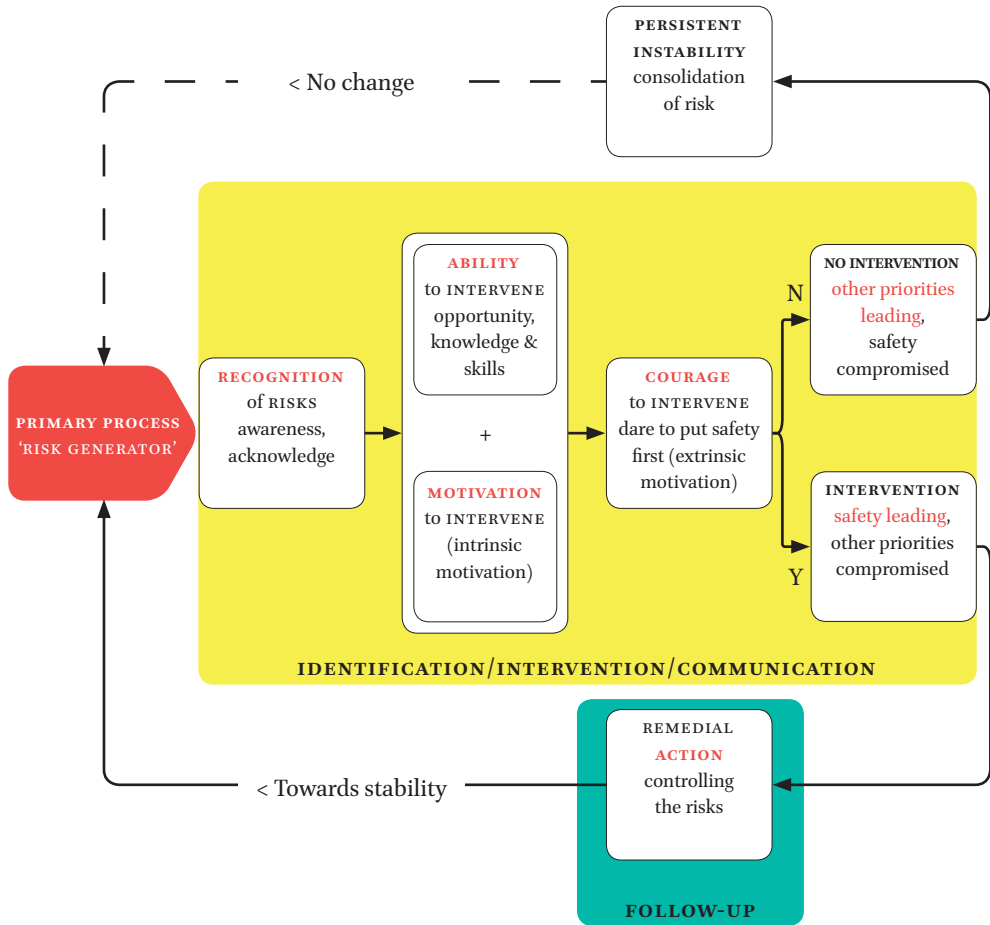 PERSISTENT
INSTABILITY
consolidation
of risk
< No change
PRIMARY PROCESS
‘RISK GENERATOR’
RECOGNITION
of RISKS
awareness,
acknowledge
ABILITY
to INTERVENE
opportunity,
knowledge &
skills
+
MOTIVATION
to INTERVENE
(intrinsic
motivation)
COURAGE
to INTERVENE
dare to put safety
first (extrinsic
motivation)
N
NO INTERVENTION
other priorities
leading,
safety
compromised
Y
INTERVENTION
safety leading,
other priorities
compromised
IDENTIFICATION/INTERVENTION/COMMUNICATION
< Towards stability
REMEDIAL
ACTION
controlling
the risks
FOLLOW-UP